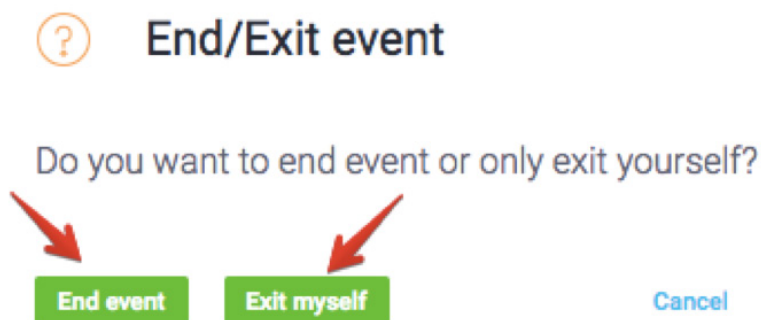 ?
End/Exit event
Do you want to end event or only exit yourself?
End event Exit myself Cancel